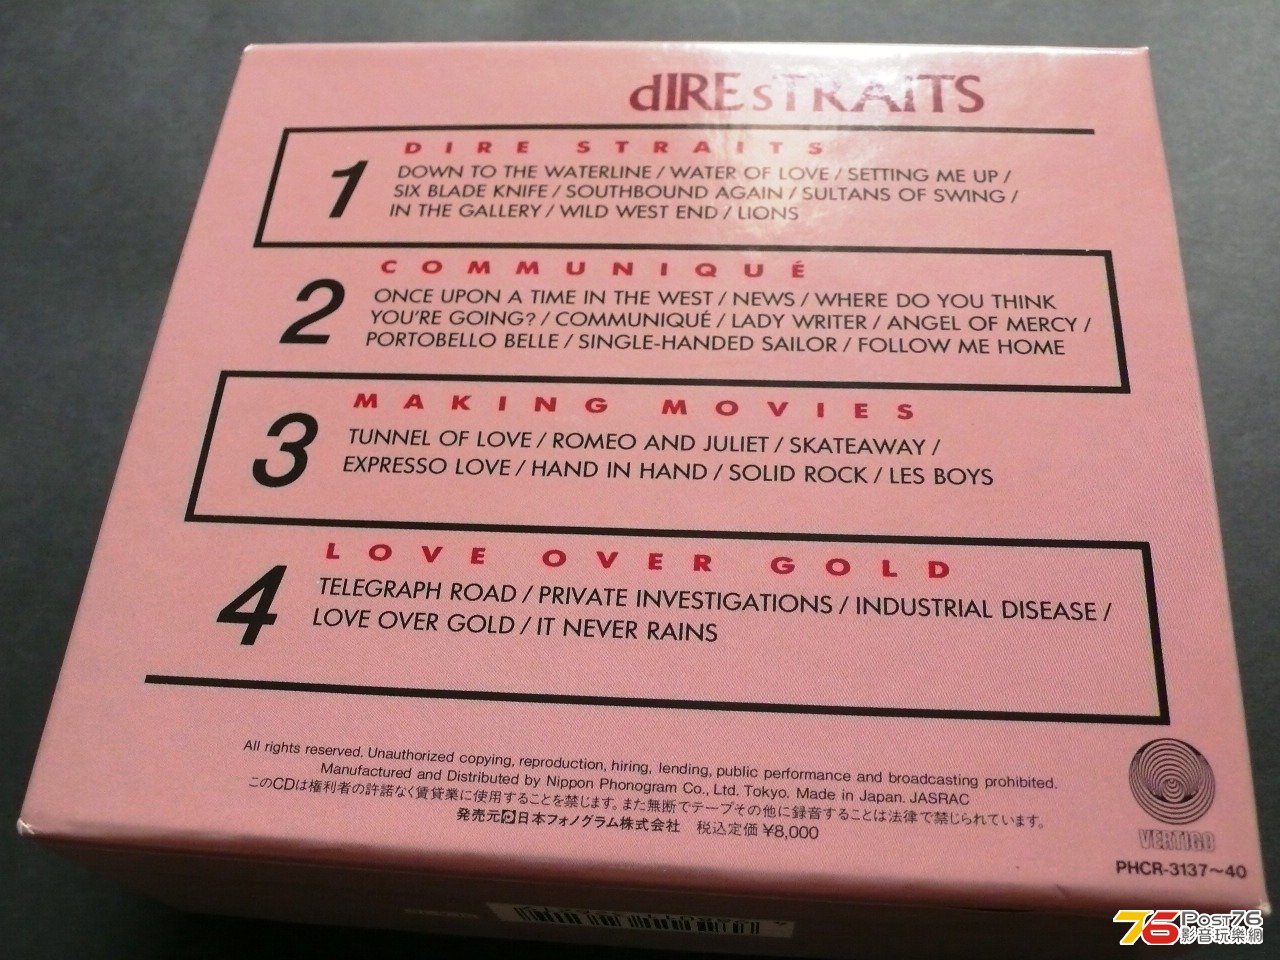 dIRE sTRAITS
DIRE STRAITS
1
DOWN TO THE WATERLINE / WATER OF LOVE / SETTING ME UP /
SIX BLADE KNIFE / SOUTHBOUND AGAIN / SULTANS OF SWING /
IN THE GALLERY / WILD WEST END / LIONS
COMMUNIQUÉ
2
ONCE UPON A TIME IN THE WEST / NEWS / WHERE DO YOU THINK
YOU'RE GOING? / COMMUNIQUÉ / LADY WRITER / ANGEL OF MERCY /
PORTOBELLO BELLE / SINGLE-HANDED SAILOR / FOLLOW ME HOME
MAKING MOVIES
3
TUNNEL OF LOVE / ROMEO AND JULIET / SKATEAWAY /
EXPRESSO LOVE / HAND IN HAND / SOLID ROCK / LES BOYS
LOVE OVER GOLD
4
TELEGRAPH ROAD / PRIVATE INVESTIGATIONS / INDUSTRIAL DISEASE /
LOVE OVER GOLD / IT NEVER RAINS
All rights reserved. Unauthorized copying, reproduction, hiring, lending, public performance and broadcasting prohibited.
Manufactured and Distributed by Nippon Phonogram Co., Ltd. Tokyo. Made in Japan. JASRAC
このCDは権利者の許諾なく賃貸業に使用することを禁じます。また無断でテープその他に録音することは法律で禁じられています。
発売元 日本フォノグラム株式会社 税込定価 ¥8,000
VERTIGO
PHCR-3137～40
76 Post76
影音玩樂網